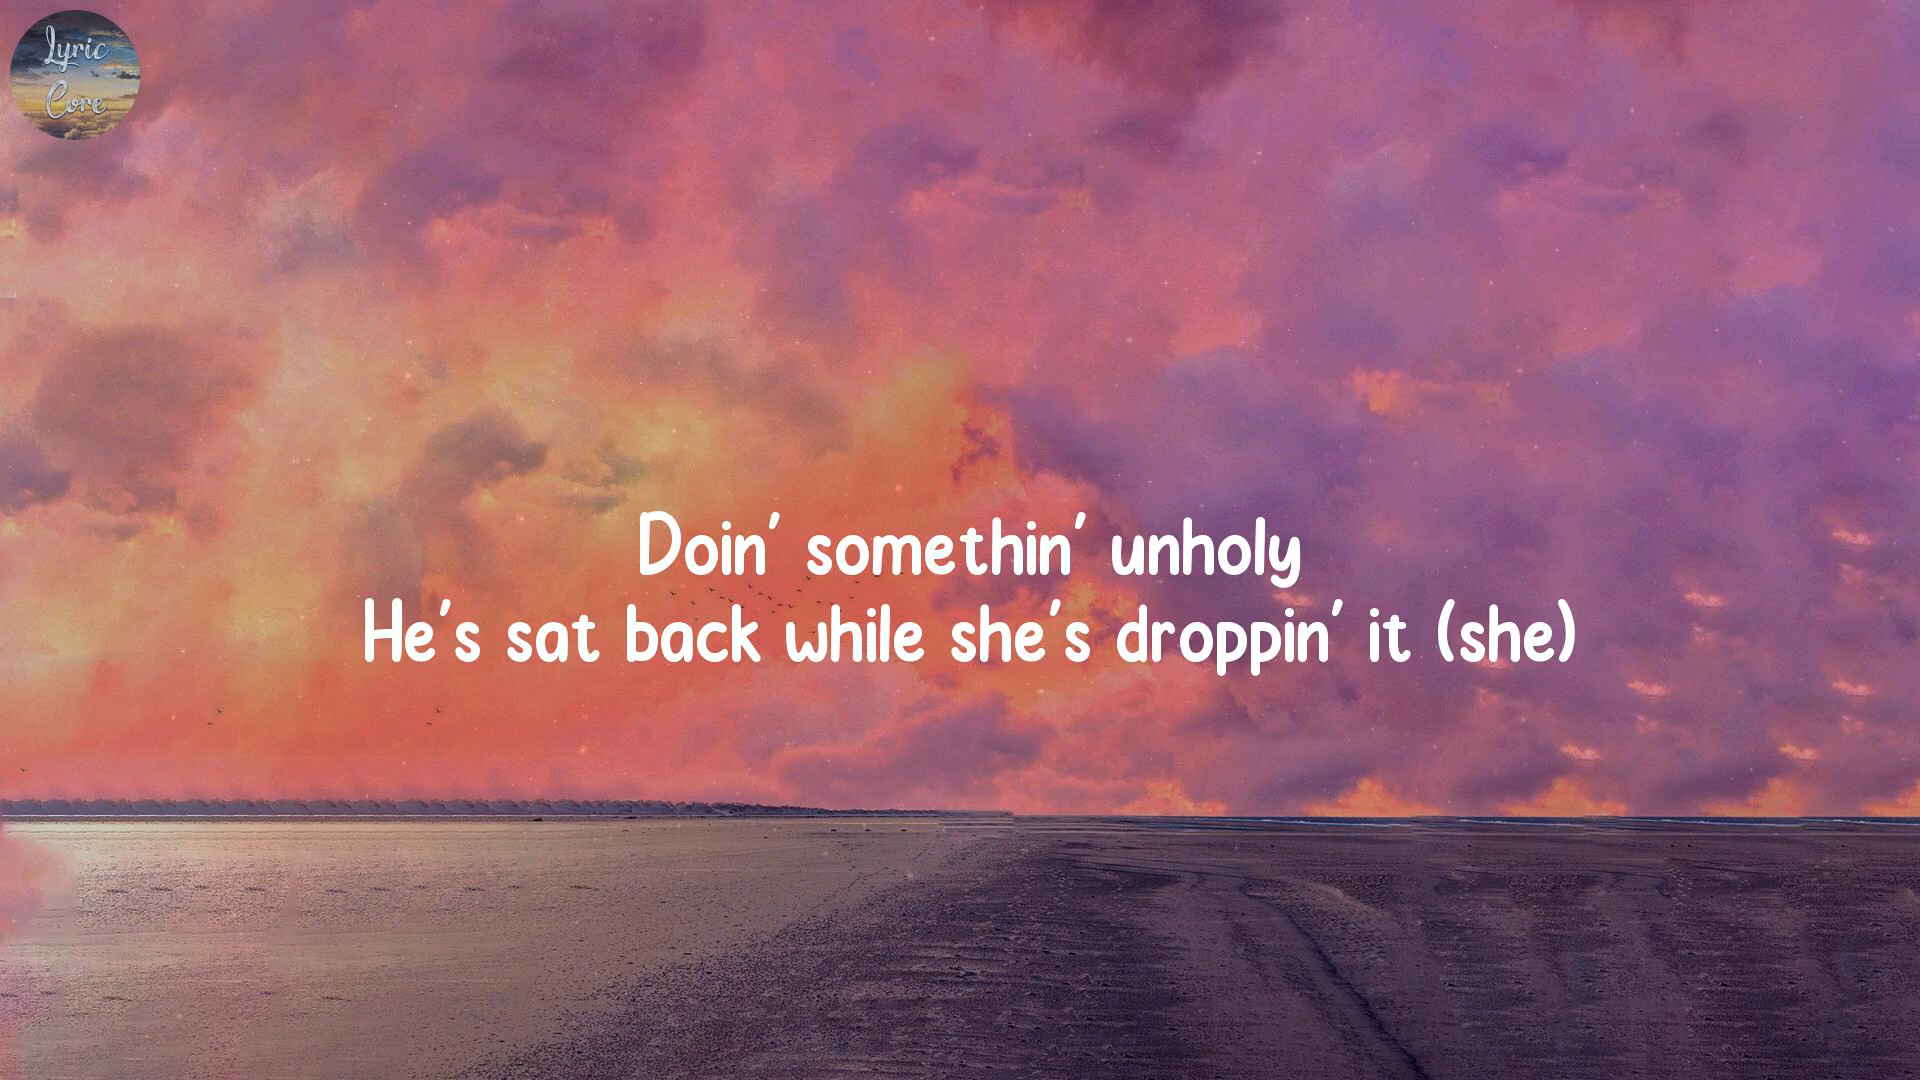 Lyric
Core
Doin' somethin' unholy
He's sat back while she's droppin' it (she)